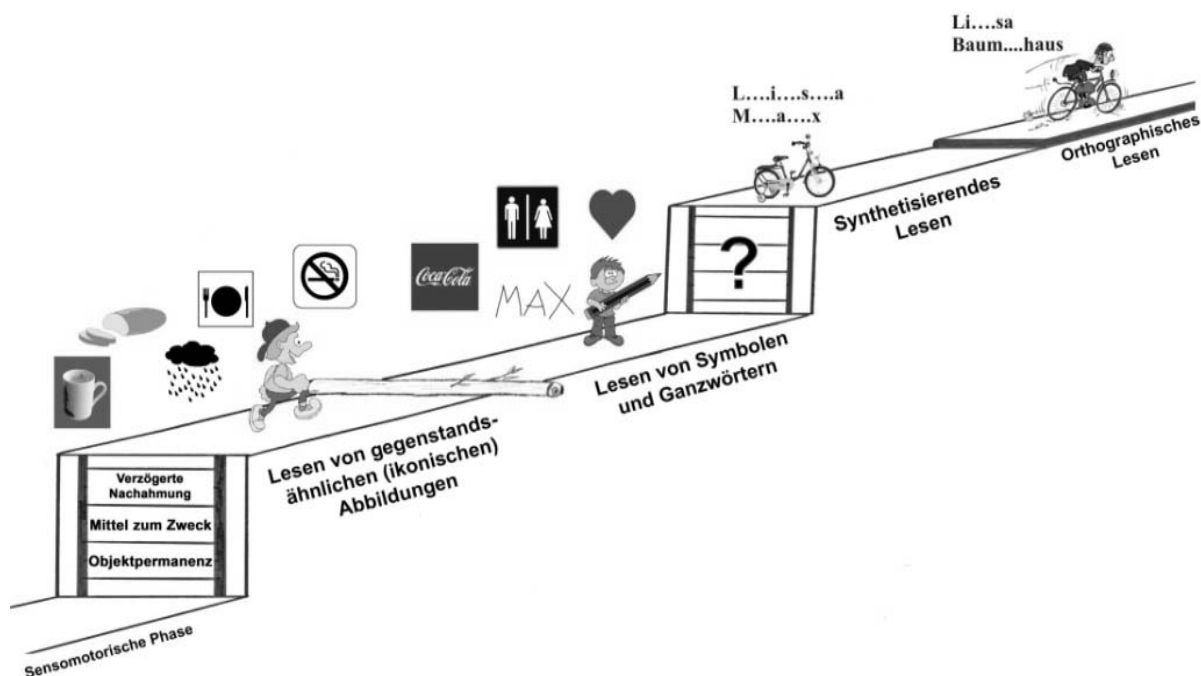 Li....sa
Baum....haus
L....i....s....a
M....a....x
Orthographisches
Lesen
Synthetisierendes
Lesen
?
Coca-Cola
MAX
Lesen von Symbolen
und Ganzwörtern
Lesen von gegenstands-
ähnlichen (ikonischen)
Abbildungen
Verzögerte
Nachahmung
Mittel zum Zweck
Objektpermanenz
Sensomotorische Phase